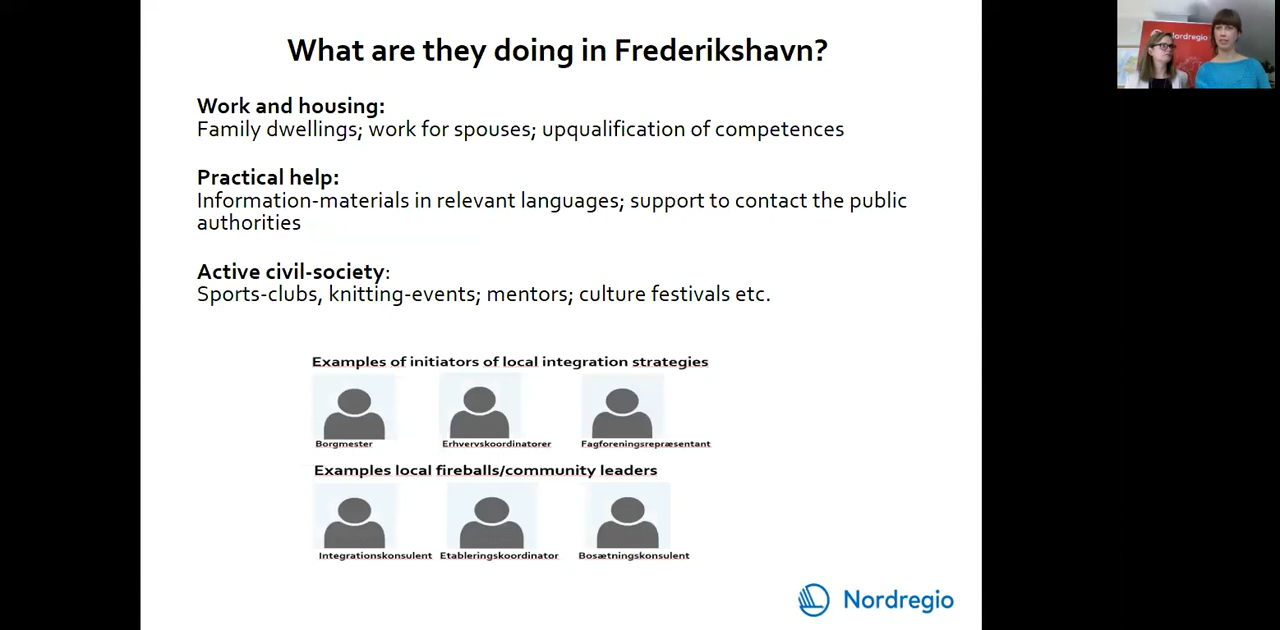 What are they doing in Frederikshavn?
Work and housing:
Family dwellings; work for spouses; upqualification of competences
Practical help:
Information-materials in relevant languages; support to contact the public
authorities
Active civil-society:
Sports-clubs, knitting-events; mentors; culture festivals etc.
Examples of initiators of local integration strategies
Borgmester Erhvervskoordinatorer Fagforeningsrepræsentant
Examples local fireballs/community leaders
Integrationskonsulent Etableringskoordinator Bosætningskonsulent
Nordregio
Nordregio